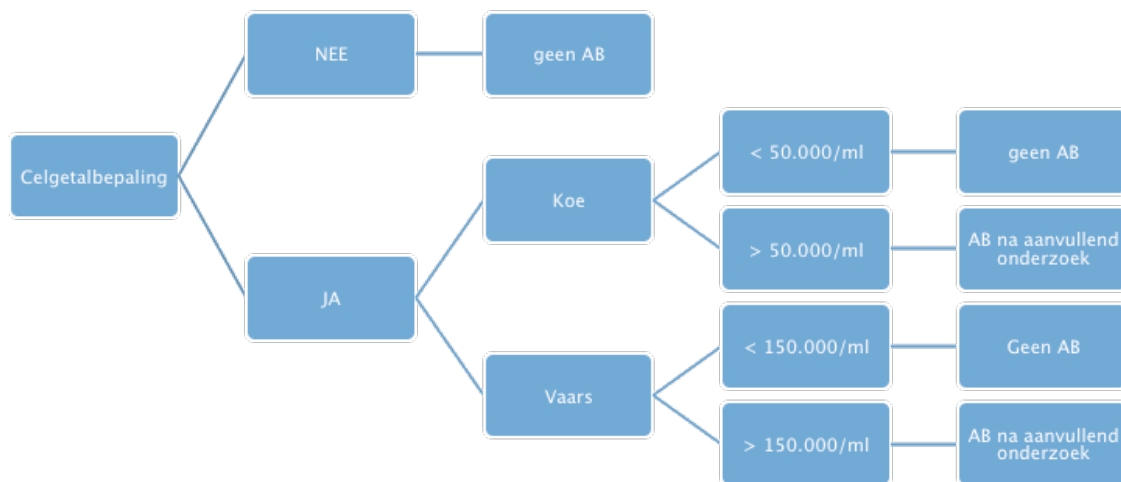 NEE
geen AB
Celgetalbepaling
JA
Koe
< 50.000/ml
geen AB
> 50.000/ml
AB na aanvullend
onderzoek
Vaars
< 150.000/ml
Geen AB
> 150.000/ml
AB na aanvullend
onderzoek